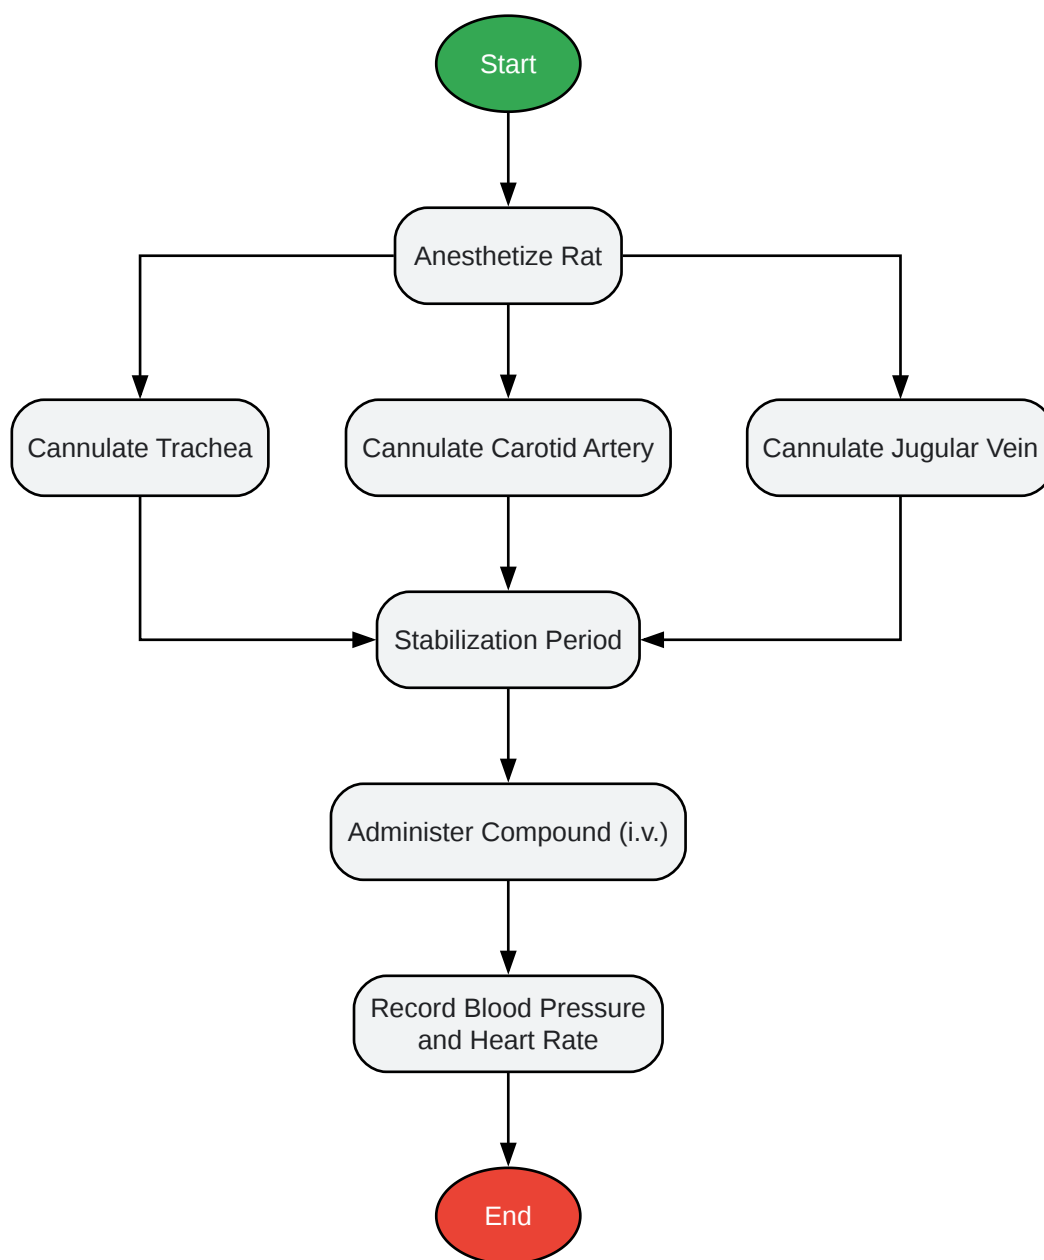 Start
Anesthetize Rat
Cannulate Trachea
Cannulate Carotid Artery
Cannulate Jugular Vein
Stabilization Period
Administer Compound (i.v.)
Record Blood Pressure
and Heart Rate
End